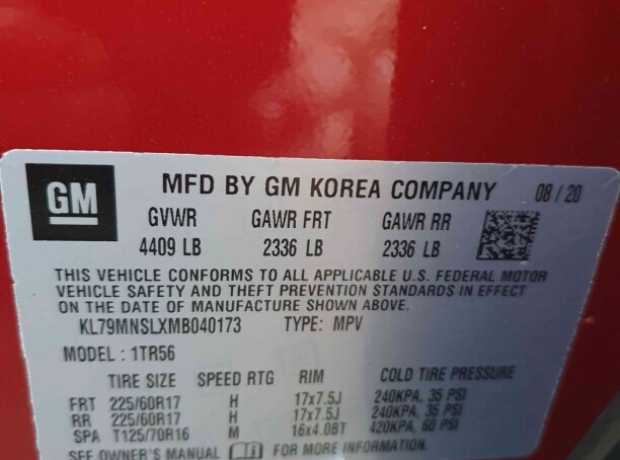 GM MFD BY GM KOREA COMPANY 08/20
GVWR GAWR FRT GAWR RR
4409 LB 2336 LB 2336 LB
THIS VEHICLE CONFORMS TO ALL APPLICABLE U.S. FEDERAL MOTOR
VEHICLE SAFETY AND THEFT PREVENTION STANDARDS IN EFFECT
ON THE DATE OF MANUFACTURE SHOWN ABOVE.
KL79MNSLXMB040173 TYPE: MPV
MODEL: 1TR56
TIRE SIZE SPEED RTG RIM COLD TIRE PRESSURE
FRT 225/60R17 H 17x7.5J 240KPA, 35 PSI
RR 225/60R17 H 17x7.5J 240KPA, 35 PSI
SPA T125/70R16 M 16x4.0BT 420KPA, 60 PSI
SEE OWNER'S MANUAL FOR MORE INFORMATION